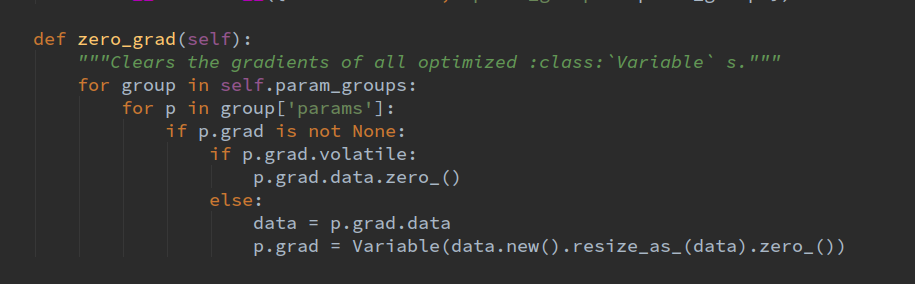 def zero_grad(self):
"""Clears the gradients of all optimized :class:`Variable` s."""
for group in self.param_groups:
for p in group['params']:
if p.grad is not None:
if p.grad.volatile:
p.grad.data.zero_()
else:
data = p.grad.data
p.grad = Variable(data.new().resize_as_(data).zero_())